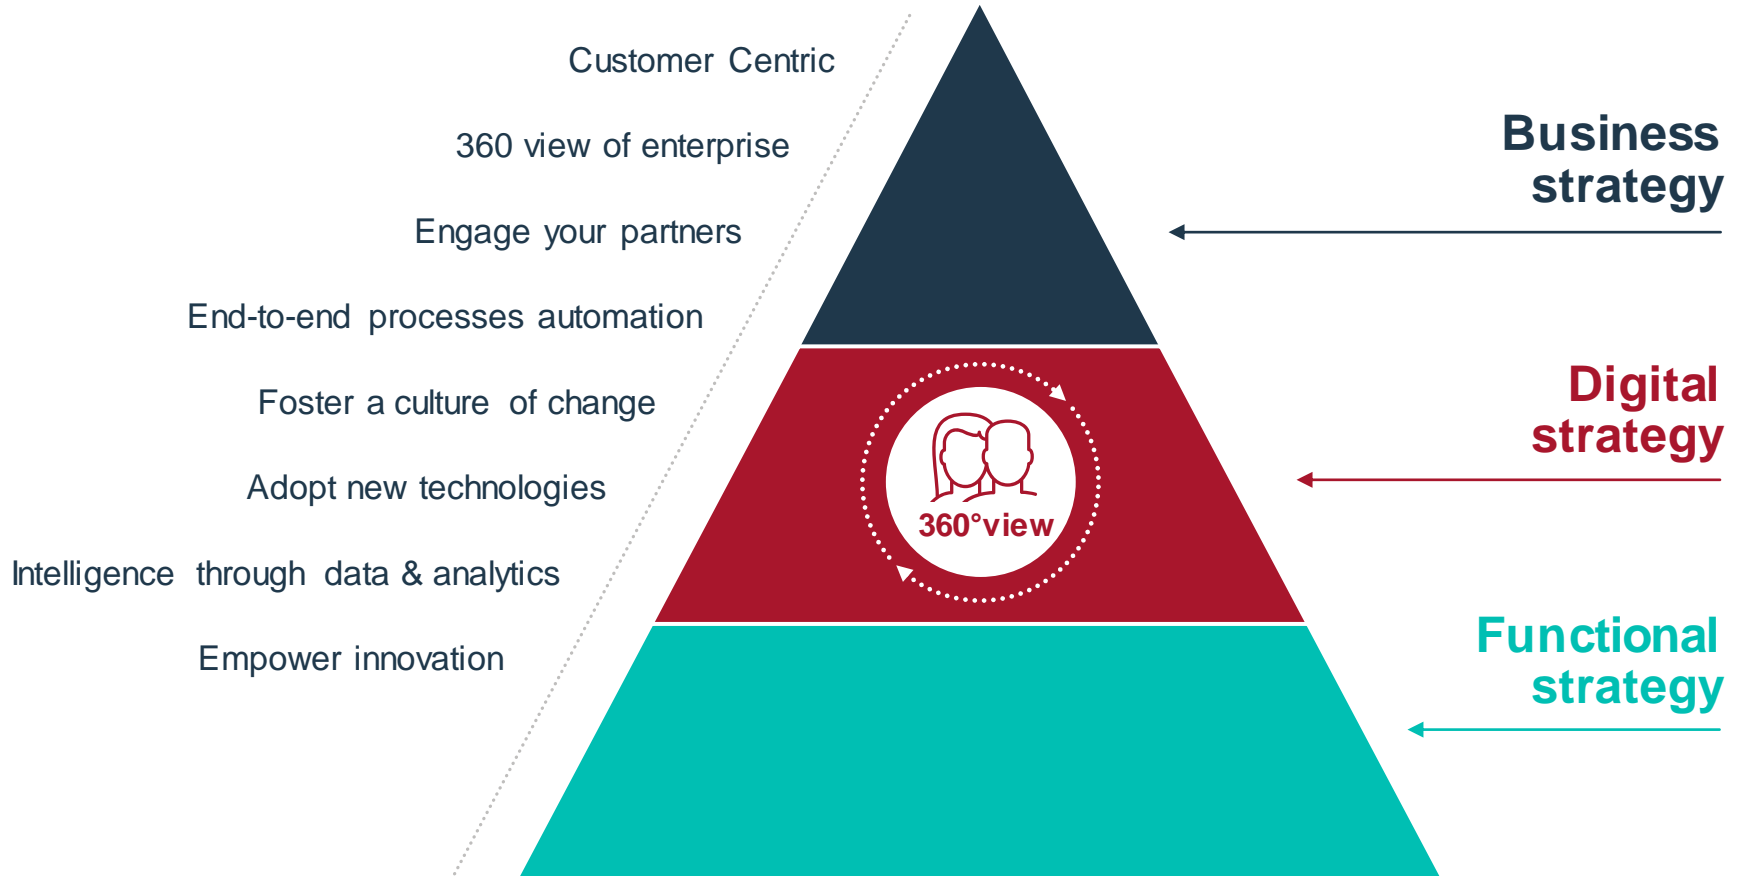 Customer Centric
360 view of enterprise
Engage your partners
End-to-end processes automation
Foster a culture of change
Adopt new technologies
Intelligence through data & analytics
Empower innovation
360°view
Business
strategy
Digital
strategy
Functional
strategy